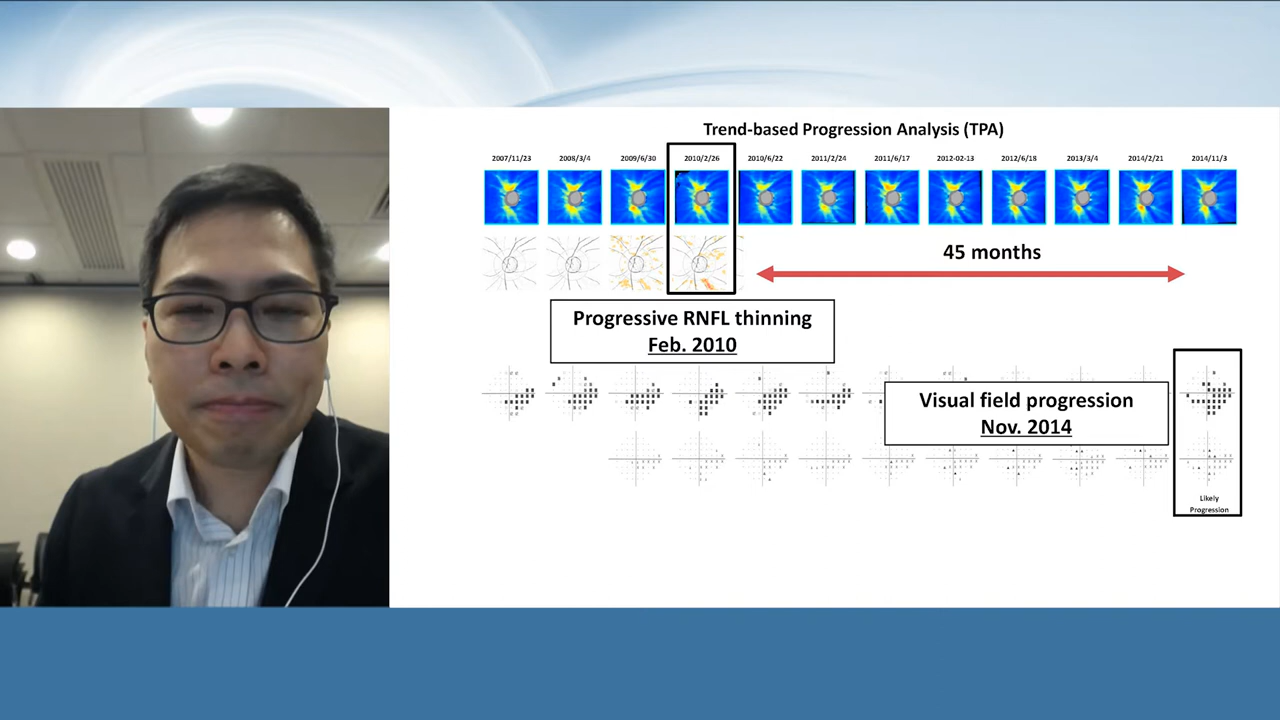 Trend-based Progression Analysis (TPA)
2007/11/23 2008/3/4 2009/6/30 2010/2/26 2010/6/22 2011/2/24 2011/6/17 2012-02-13 2012/6/18 2013/3/4 2014/2/21 2014/11/3
45 months
Progressive RNFL thinning
Feb. 2010
Visual field progression
Nov. 2014
Likely
Progression